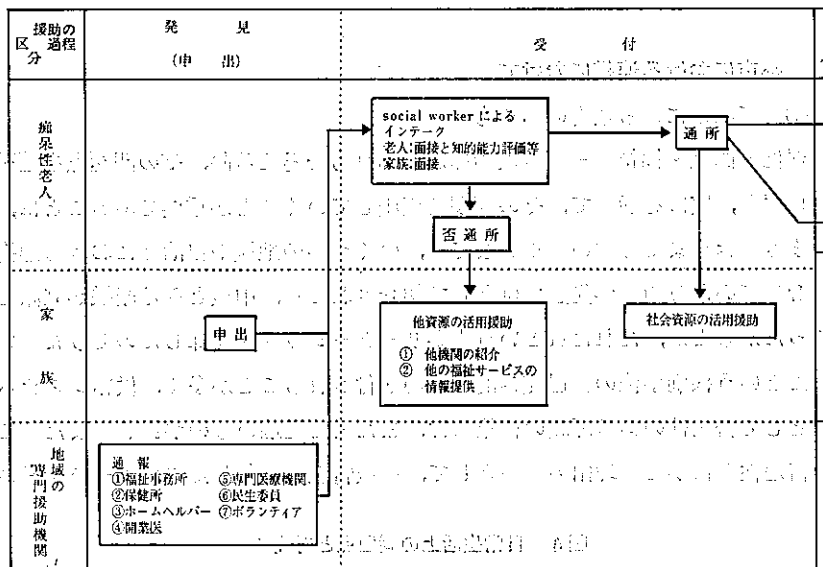 援助の
過程
区
分
発見
(申出)
受付
痴呆性老人
social worker による
インテーク
老人:面接と知的能力評価等
家族:面接
通所
否通所
家族
申出
他資源の活用援助
① 他機関の紹介
② 他の福祉サービスの
情報提供
社会資源の活用援助
地域の
専門援助機関
通報
①福祉事務所
②保健所
③ホームヘルパー
④開業医
⑤専門医療機関
⑥民生委員
⑦ボランティア